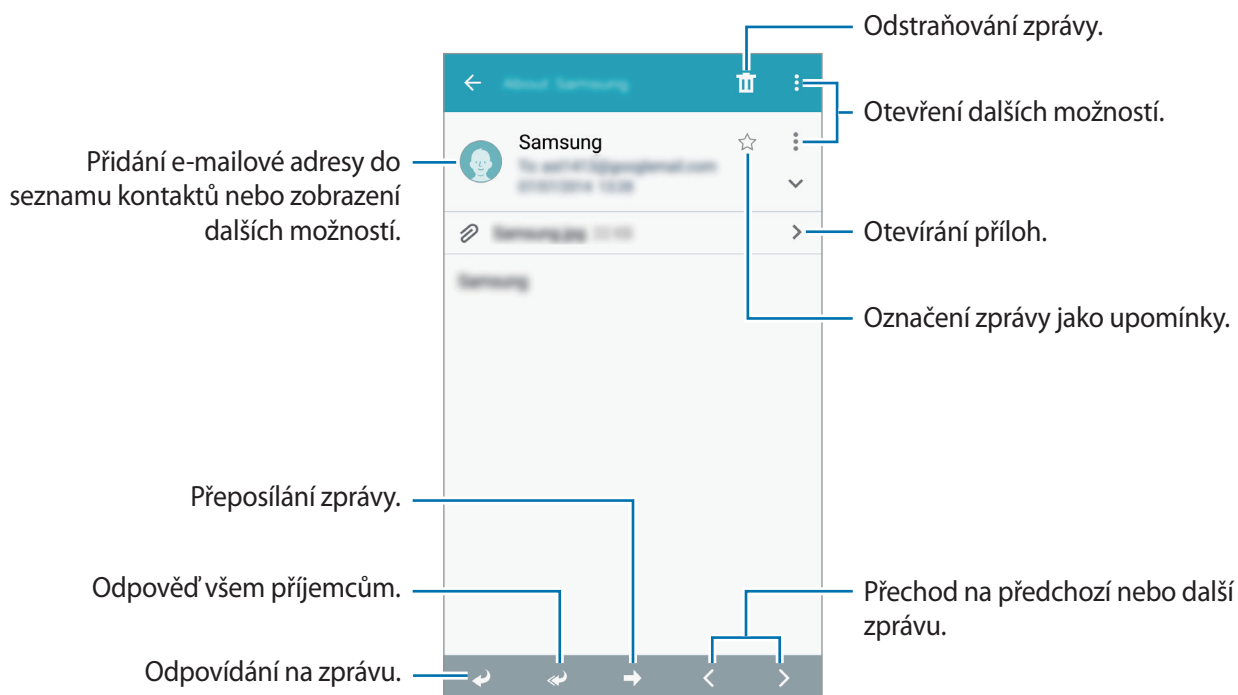 Odstraňování zprávy.
Otevření dalších možností.
Samsung
Přidání e-mailové adresy do
seznamu kontaktů nebo zobrazení
dalších možností.
Otevírání příloh.
Označení zprávy jako upomínky.
Přeposílání zprávy.
Odpověď všem příjemcům.
Přechod na předchozí nebo další
zprávu.
Odpovídání na zprávu.